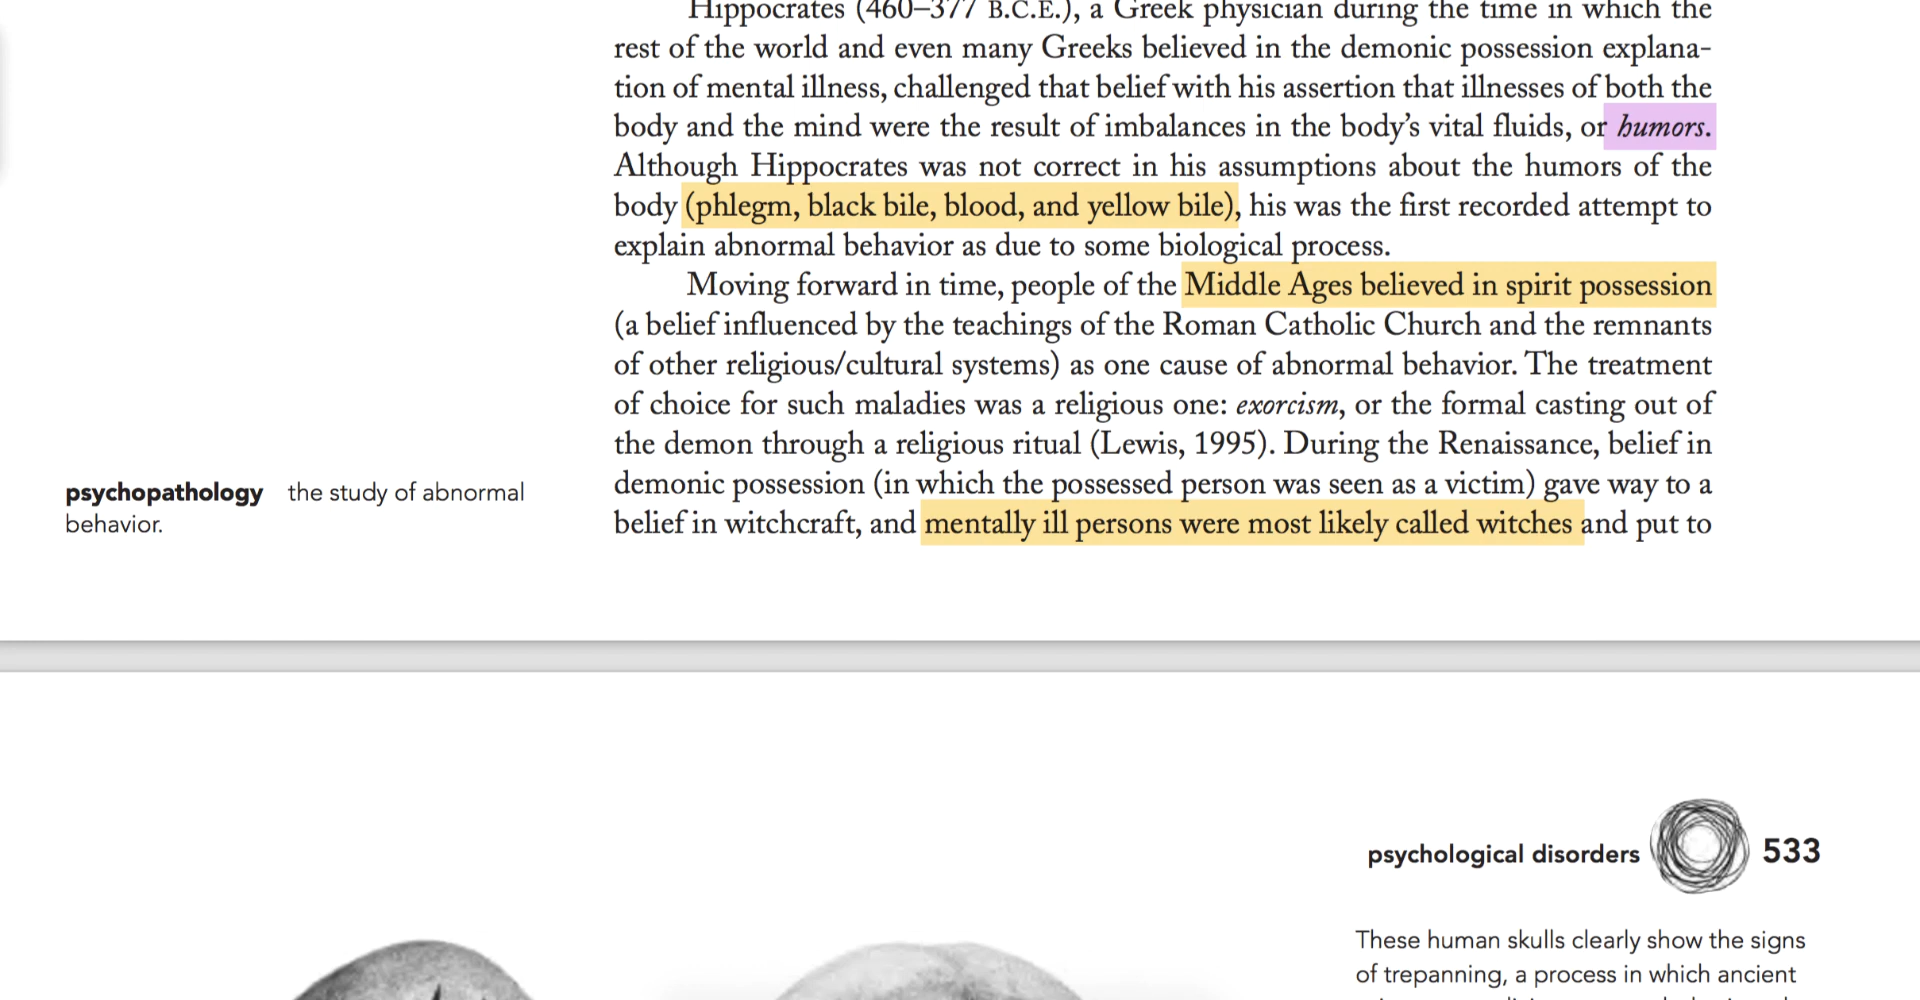 Hippocrates (460–377 B.C.E.), a Greek physician during the time in which the
rest of the world and even many Greeks believed in the demonic possession explana-
tion of mental illness, challenged that belief with his assertion that illnesses of both the
body and the mind were the result of imbalances in the body’s vital fluids, or humors.
Although Hippocrates was not correct in his assumptions about the humors of the
body (phlegm, black bile, blood, and yellow bile), his was the first recorded attempt to
explain abnormal behavior as due to some biological process.
Moving forward in time, people of the Middle Ages believed in spirit possession
(a belief influenced by the teachings of the Roman Catholic Church and the remnants
of other religious/cultural systems) as one cause of abnormal behavior. The treatment
of choice for such maladies was a religious one: exorcism, or the formal casting out of
the demon through a religious ritual (Lewis, 1995). During the Renaissance, belief in
demonic possession (in which the possessed person was seen as a victim) gave way to a
belief in witchcraft, and mentally ill persons were most likely called witches and put to
psychopathology the study of abnormal
behavior.
psychological disorders 533
These human skulls clearly show the signs
of trepanning, a process in which ancient